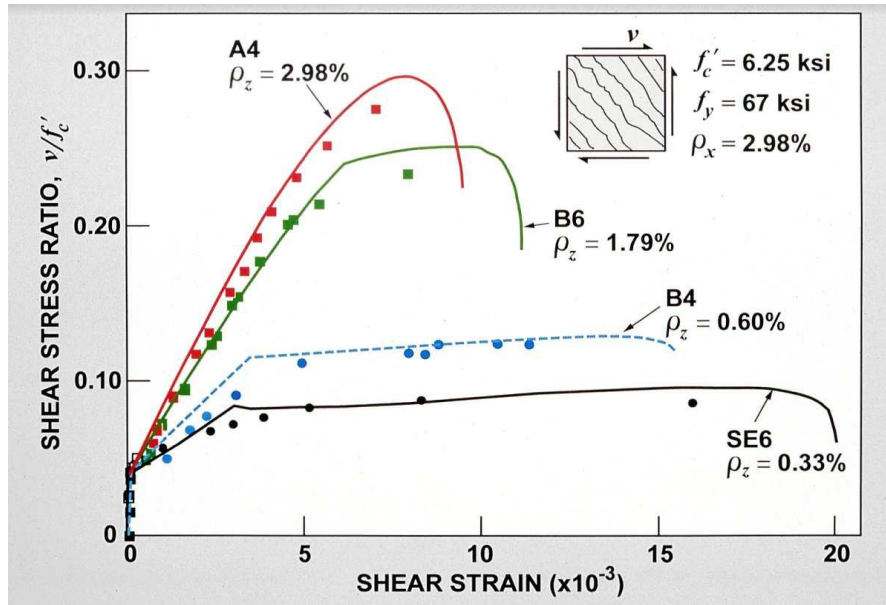 SHEAR STRESS RATIO, v/f′c
0.30
0.20
0.10
0
A4
ρz = 2.98%
v
f′c = 6.25 ksi
fy = 67 ksi
ρx = 2.98%
B6
ρz = 1.79%
B4
ρz = 0.60%
SE6
ρz = 0.33%
0 5 10 15 20
SHEAR STRAIN (x10⁻³)